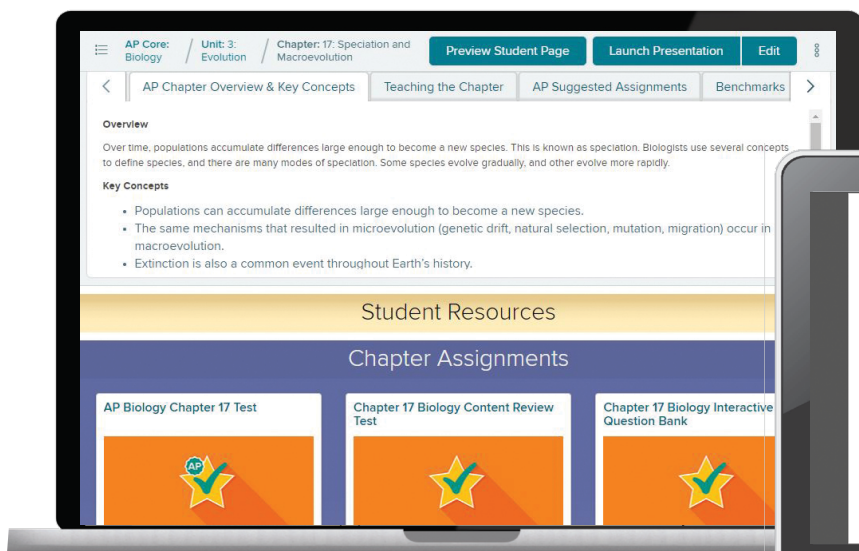 AP Core:
Biology
/
Unit: 3:
Evolution
/
Chapter: 17: Speciation and
Macroevolution
Preview Student Page
Launch Presentation
Edit
AP Chapter Overview & Key Concepts
Teaching the Chapter
AP Suggested Assignments
Benchmarks
Overview
Over time, populations accumulate differences large enough to become a new species. This is known as speciation. Biologists use several concepts
to define species, and there are many modes of speciation. Some species evolve gradually, and other evolve more rapidly.
Key Concepts
• Populations can accumulate differences large enough to become a new species.
• The same mechanisms that resulted in microevolution (genetic drift, natural selection, mutation, migration) occur in
macroevolution.
• Extinction is also a common event throughout Earth's history.
Student Resources
Chapter Assignments
AP Biology Chapter 17 Test
AP
Chapter 17 Biology Content Review
Test
Chapter 17 Biology Interactive
Question Bank